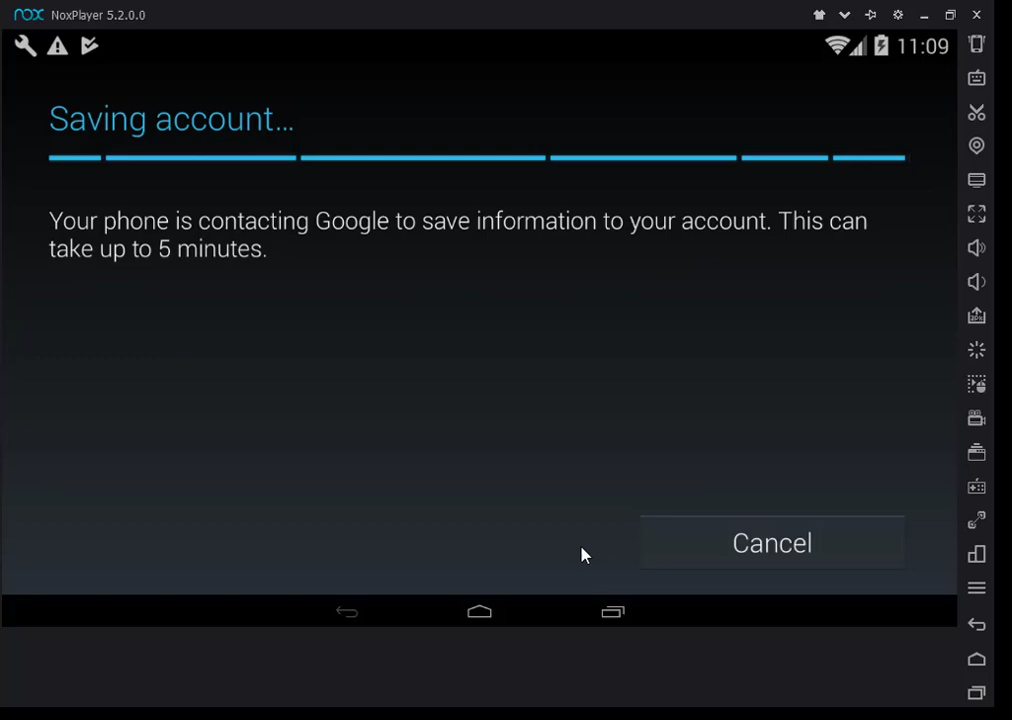 nox NoxPlayer 5.2.0.0
11:09
Saving account...
Your phone is contacting Google to save information to your account. This can
take up to 5 minutes.
Cancel